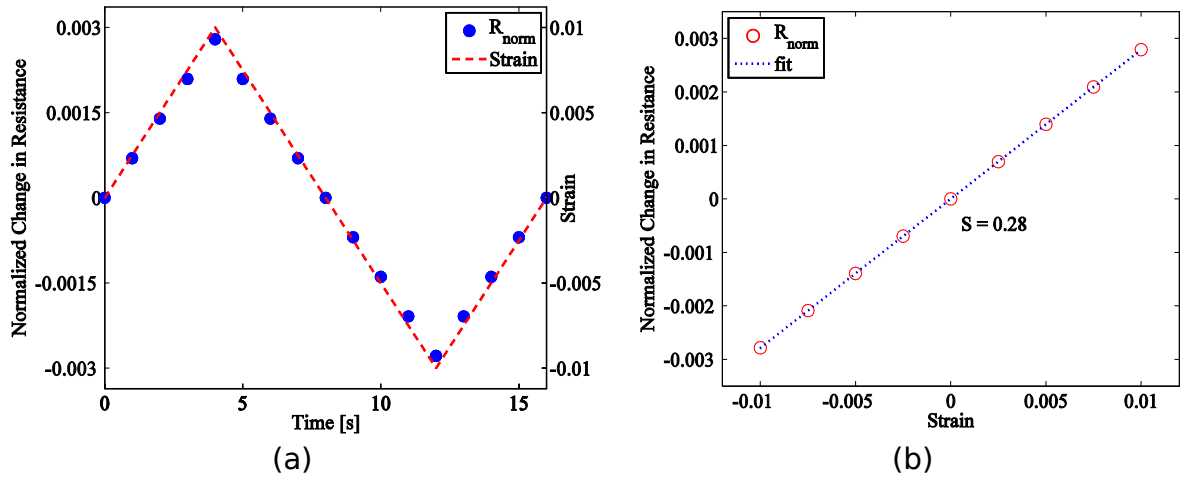 Normalized Change in Resistance
0.003
0.0015
0
-0.0015
-0.003
R_norm
Strain
0.01
0.005
0
-0.005
-0.01
Strain
0
5
10
15
Time [s]
(a)
Normalized Change in Resitance
0.003
0.002
0.001
0
-0.001
-0.002
-0.003
R_norm
fit
S = 0.28
-0.01
-0.005
0
0.005
0.01
Strain
(b)